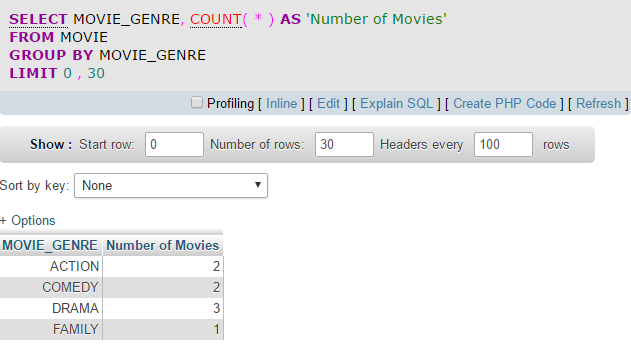 SELECT MOVIE_GENRE, COUNT( * ) AS 'Number of Movies'
FROM MOVIE
GROUP BY MOVIE_GENRE
LIMIT 0 , 30
Profiling [ Inline ] [ Edit ] [ Explain SQL ] [ Create PHP Code ] [ Refresh ]
Show : Start row: 0 Number of rows: 30 Headers every 100 rows
Sort by key: None
+ Options
MOVIE_GENRE Number of Movies
ACTION 2
COMEDY 2
DRAMA 3
FAMILY 1